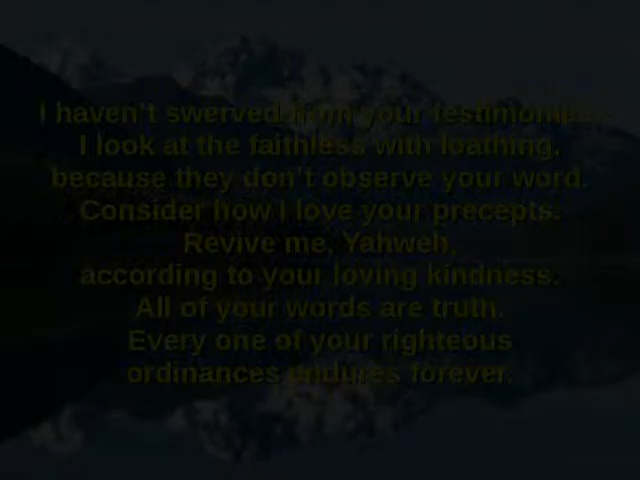 I haven't swerved from your testimonies.
I look at the faithless with loathing,
because they don't observe your word.
Consider how I love your precepts.
Revive me, Yahweh,
according to your loving kindness.
All of your words are truth.
Every one of your righteous
ordinances endures forever.